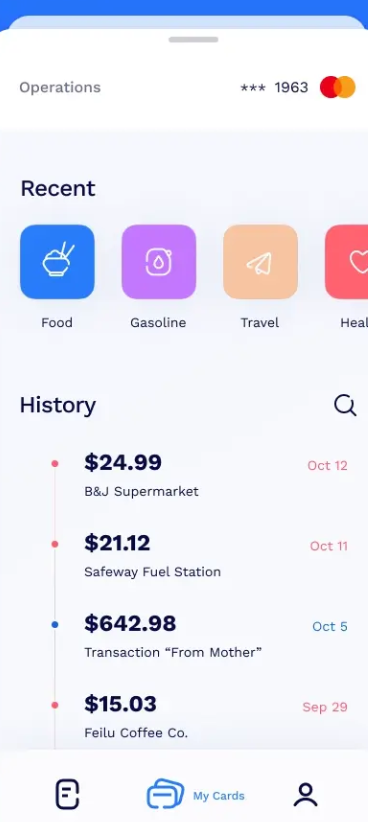 Operations *** 1963
Recent
Food Gasoline Travel Heal
History
$24.99 Oct 12
B&J Supermarket
$21.12 Oct 11
Safeway Fuel Station
$642.98 Oct 5
Transaction “From Mother”
$15.03 Sep 29
Feilu Coffee Co.
My Cards